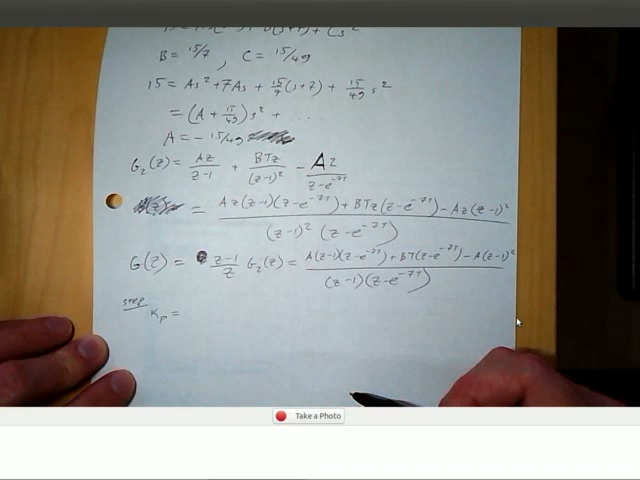 B = 15/7 , C = 15/49
15 = As² + 7As + 15/7 (s+7) + 15/49 s²
= (A + 15/49) s² + ...
A = - 15/49
G₂(z) = Az/(z-1) + BTz/(z-1)² - Az/(z-e^-7T)
= (Az(z-1)(z-e^-7T) + BTz(z-e^-7T) - Az(z-1)²)/((z-1)² (z-e^-7T))
G(z) = (z-1)/z G₂(z) = (A(z-1)(z-e^-7T) + BT(z-e^-7T) - A(z-1)²)/((z-1)(z-e^-7T))
step
Kp =
Take a Photo